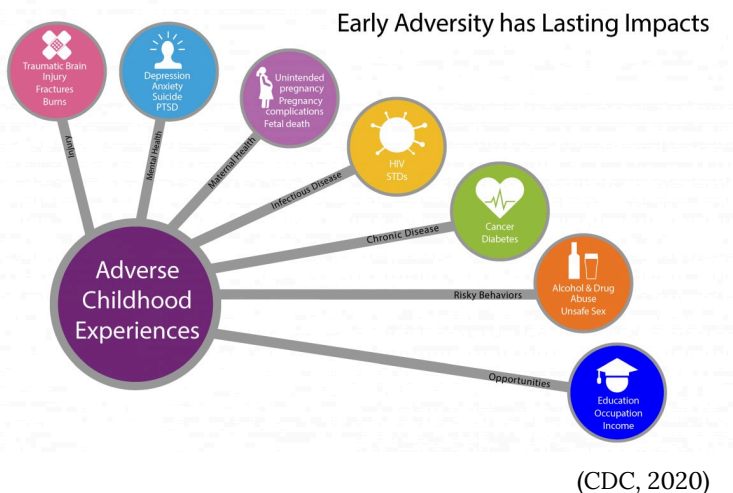 Early Adversity has Lasting Impacts
Traumatic Brain
Injury
Fractures
Burns
Injury
Depression
Anxiety
Suicide
PTSD
Mental Health
Unintended
pregnancy
Pregnancy
complications
Fetal death
Maternal Health
HIV
STDs
Infectious Disease
Cancer
Diabetes
Chronic Disease
Alcohol & Drug
Abuse
Unsafe Sex
Risky Behaviors
Education
Occupation
Income
Opportunities
Adverse
Childhood
Experiences
(CDC, 2020)